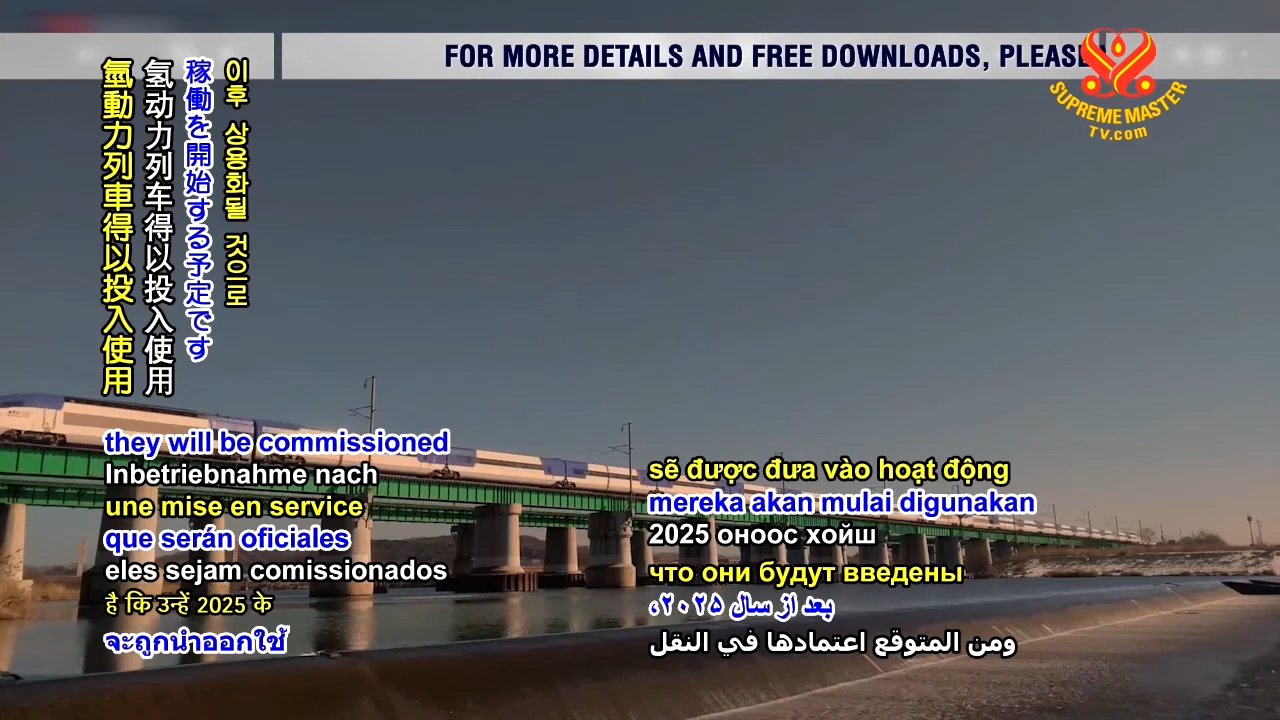 FOR MORE DETAILS AND FREE DOWNLOADS, PLEASE
SUPREME MASTER
TV.com
이후 상용화될 것으로
稼働を開始する予定です
氢动力列车得以投入使用
氫動力列車得以投入使用
they will be commissioned
Inbetriebnahme nach
une mise en service
que serán oficiales
eles sejam comissionados
है कि उन्हें 2025 के
จะถูกนำออกใช้
sẽ được đưa vào hoạt động
mereka akan mulai digunakan
2025 оноос хойш
что они будут введены
بعد از سال ۲۰۲۵،
ومن المتوقع اعتمادها في النقل